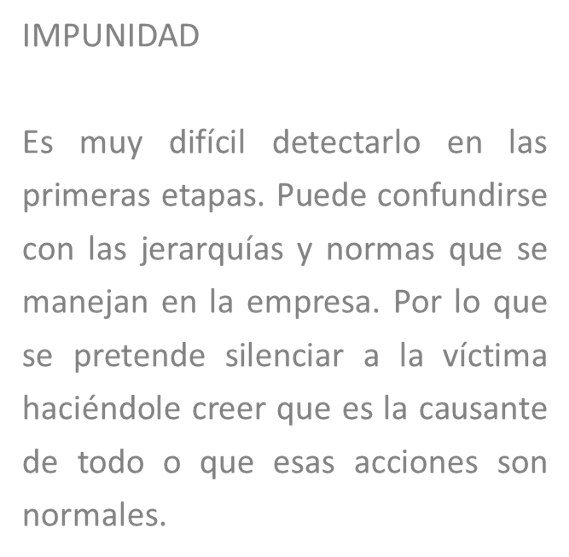 IMPUNIDAD
Es muy difícil detectarlo en las
primeras etapas. Puede confundirse
con las jerarquías y normas que se
manejan en la empresa. Por lo que
se pretende silenciar a la víctima
haciéndole creer que es la causante
de todo o que esas acciones son
normales.